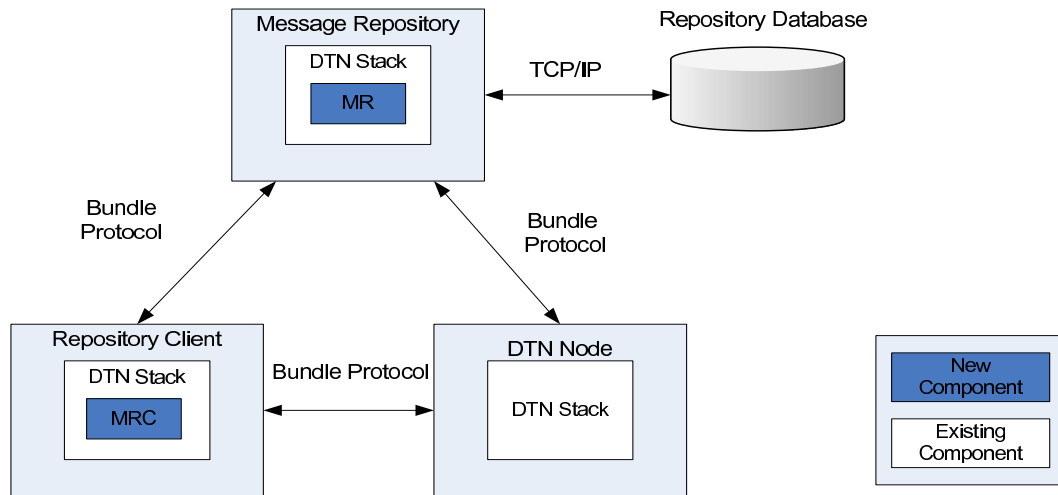 Message Repository
DTN Stack
MR
TCP/IP
Repository Database
Bundle
Protocol
Bundle
Protocol
Repository Client
DTN Stack
MRC
Bundle Protocol
DTN Node
DTN Stack
New
Component
Existing
Component